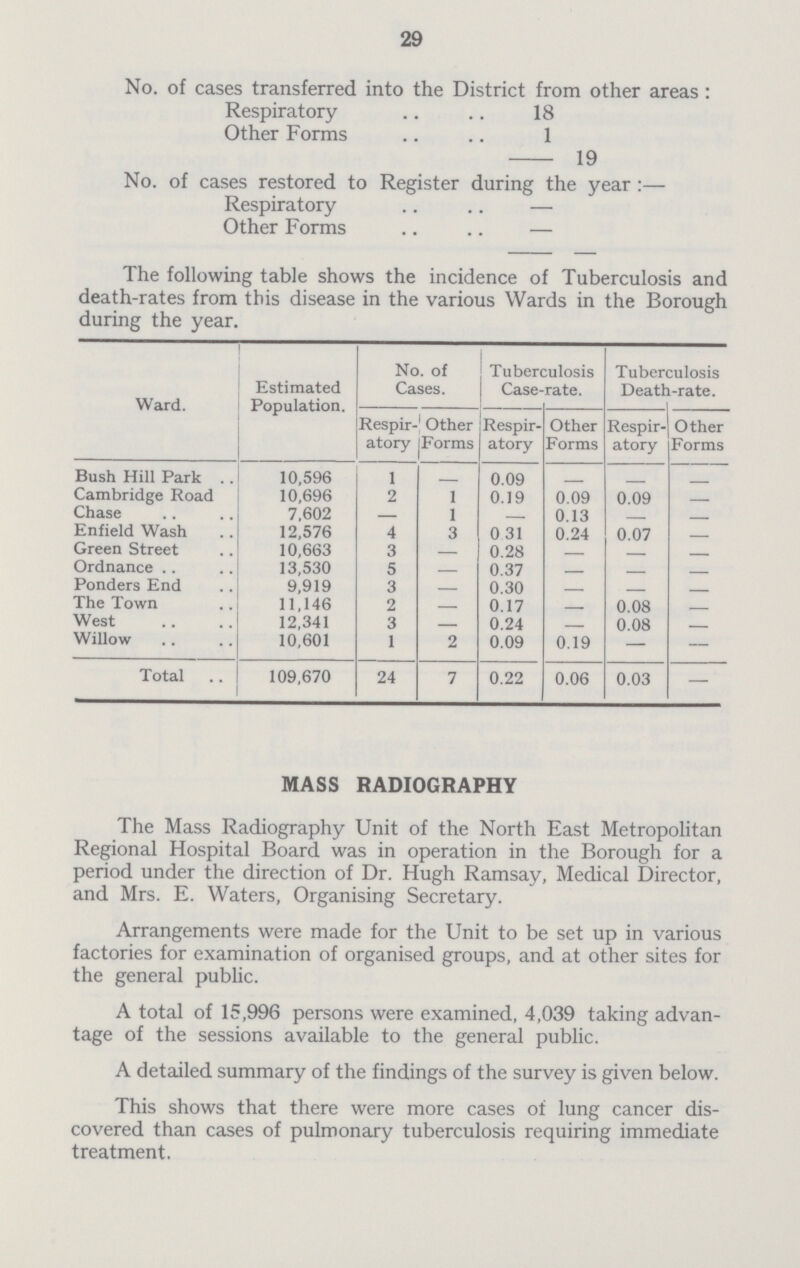 29
No. of cases transferred into the District from other areas :
Respiratory .. .. 18
Other Forms .. .. 1
—— 19
No. of cases restored to Register during the year :—
Respiratory .. .. —
Other Forms .. .. —
—— —
The following table shows the incidence of Tuberculosis and
death-rates from this disease in the various Wards in the Borough
during the year.
Ward. Estimated Population. No. of Cases. Tuberculosis Case-rate. Tuberculosis Death-rate.
Respir-atory Other Forms Respir-atory Other Forms Respir-atory Other Forms
Bush Hill Park .. 10,596 1 — 0.09 — — —
Cambridge Road 10,696 2 1 0.19 0.09 0.09 —
Chase .. .. 7,602 — 1 — 0.13 — —
Enfield Wash .. 12,576 4 3 0 31 0.24 0.07 —
Green Street .. 10,663 3 — 0.28 — — —
Ordnance .. .. 13,530 5 — 0.37 — — —
Ponders End .. 9,919 3 — 0.30 — — —
The Town .. 11,146 2 — 0.17 — 0.08 —
West .. .. 12,341 3 — 0.24 — 0.08 —
Willow .. .. 10,601 1 2 0.09 0.19 — —
Total .. 109,670 24 7 0.22 0.06 0.03 —
MASS RADIOGRAPHY
The Mass Radiography Unit of the North East Metropolitan
Regional Hospital Board was in operation in the Borough for a
period under the direction of Dr. Hugh Ramsay, Medical Director,
and Mrs. E. Waters, Organising Secretary.
Arrangements were made for the Unit to be set up in various
factories for examination of organised groups, and at other sites for
the general public.
A total of 15,996 persons were examined, 4,039 taking advan-
tage of the sessions available to the general public.
A detailed summary of the findings of the survey is given below.
This shows that there were more cases of lung cancer dis-
covered than cases of pulmonary tuberculosis requiring immediate
treatment.